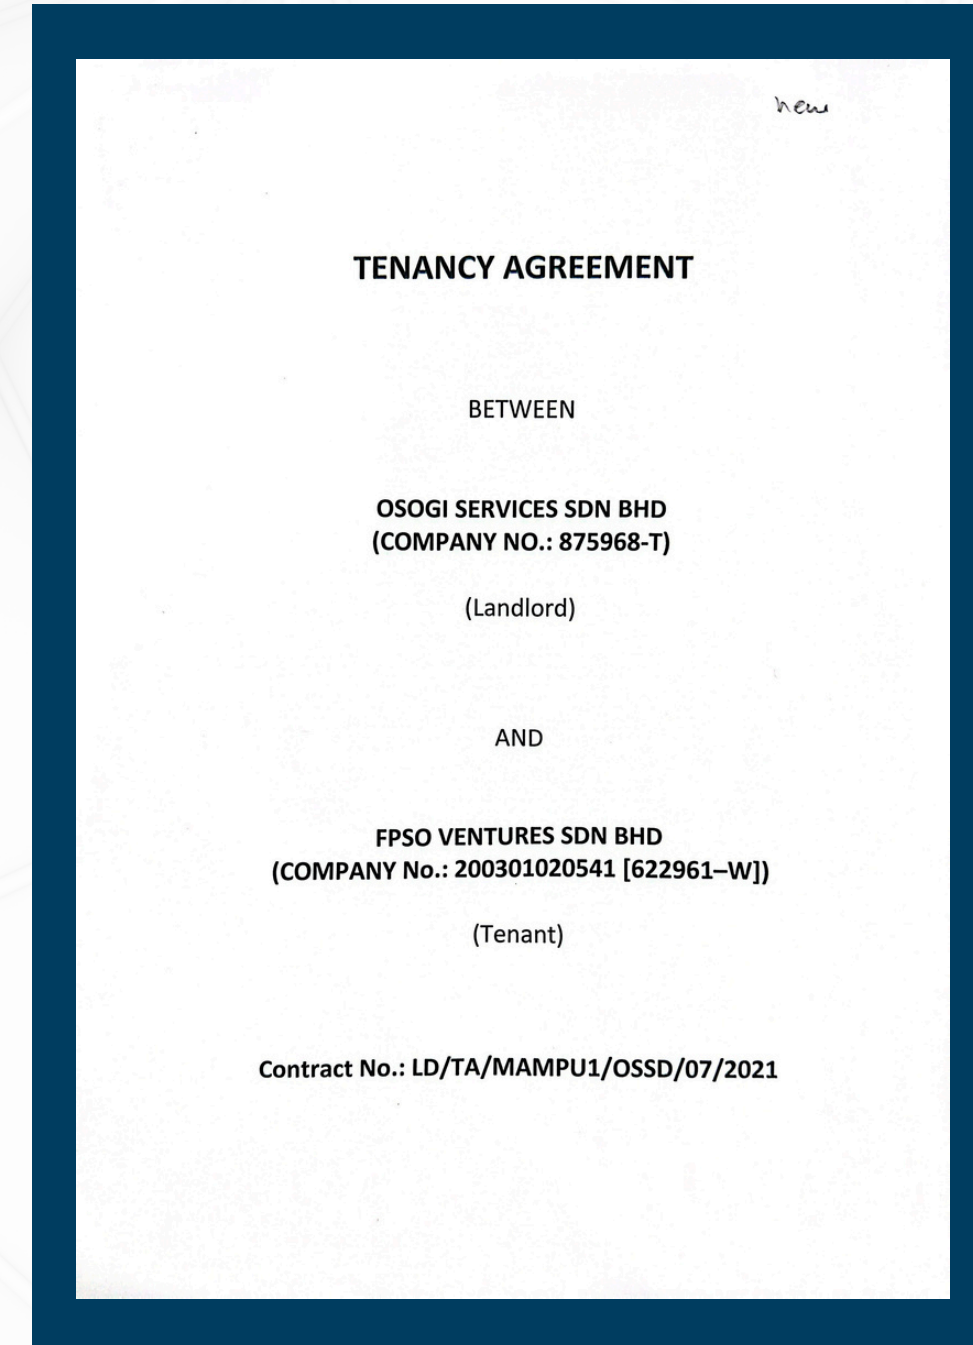 new
TENANCY AGREEMENT
BETWEEN
OSOGI SERVICES SDN BHD
(COMPANY NO.: 875968-T)
(Landlord)
AND
FPSO VENTURES SDN BHD
(COMPANY No.: 200301020541 [622961–W])
(Tenant)
Contract No.: LD/TA/MAMPU1/OSSD/07/2021